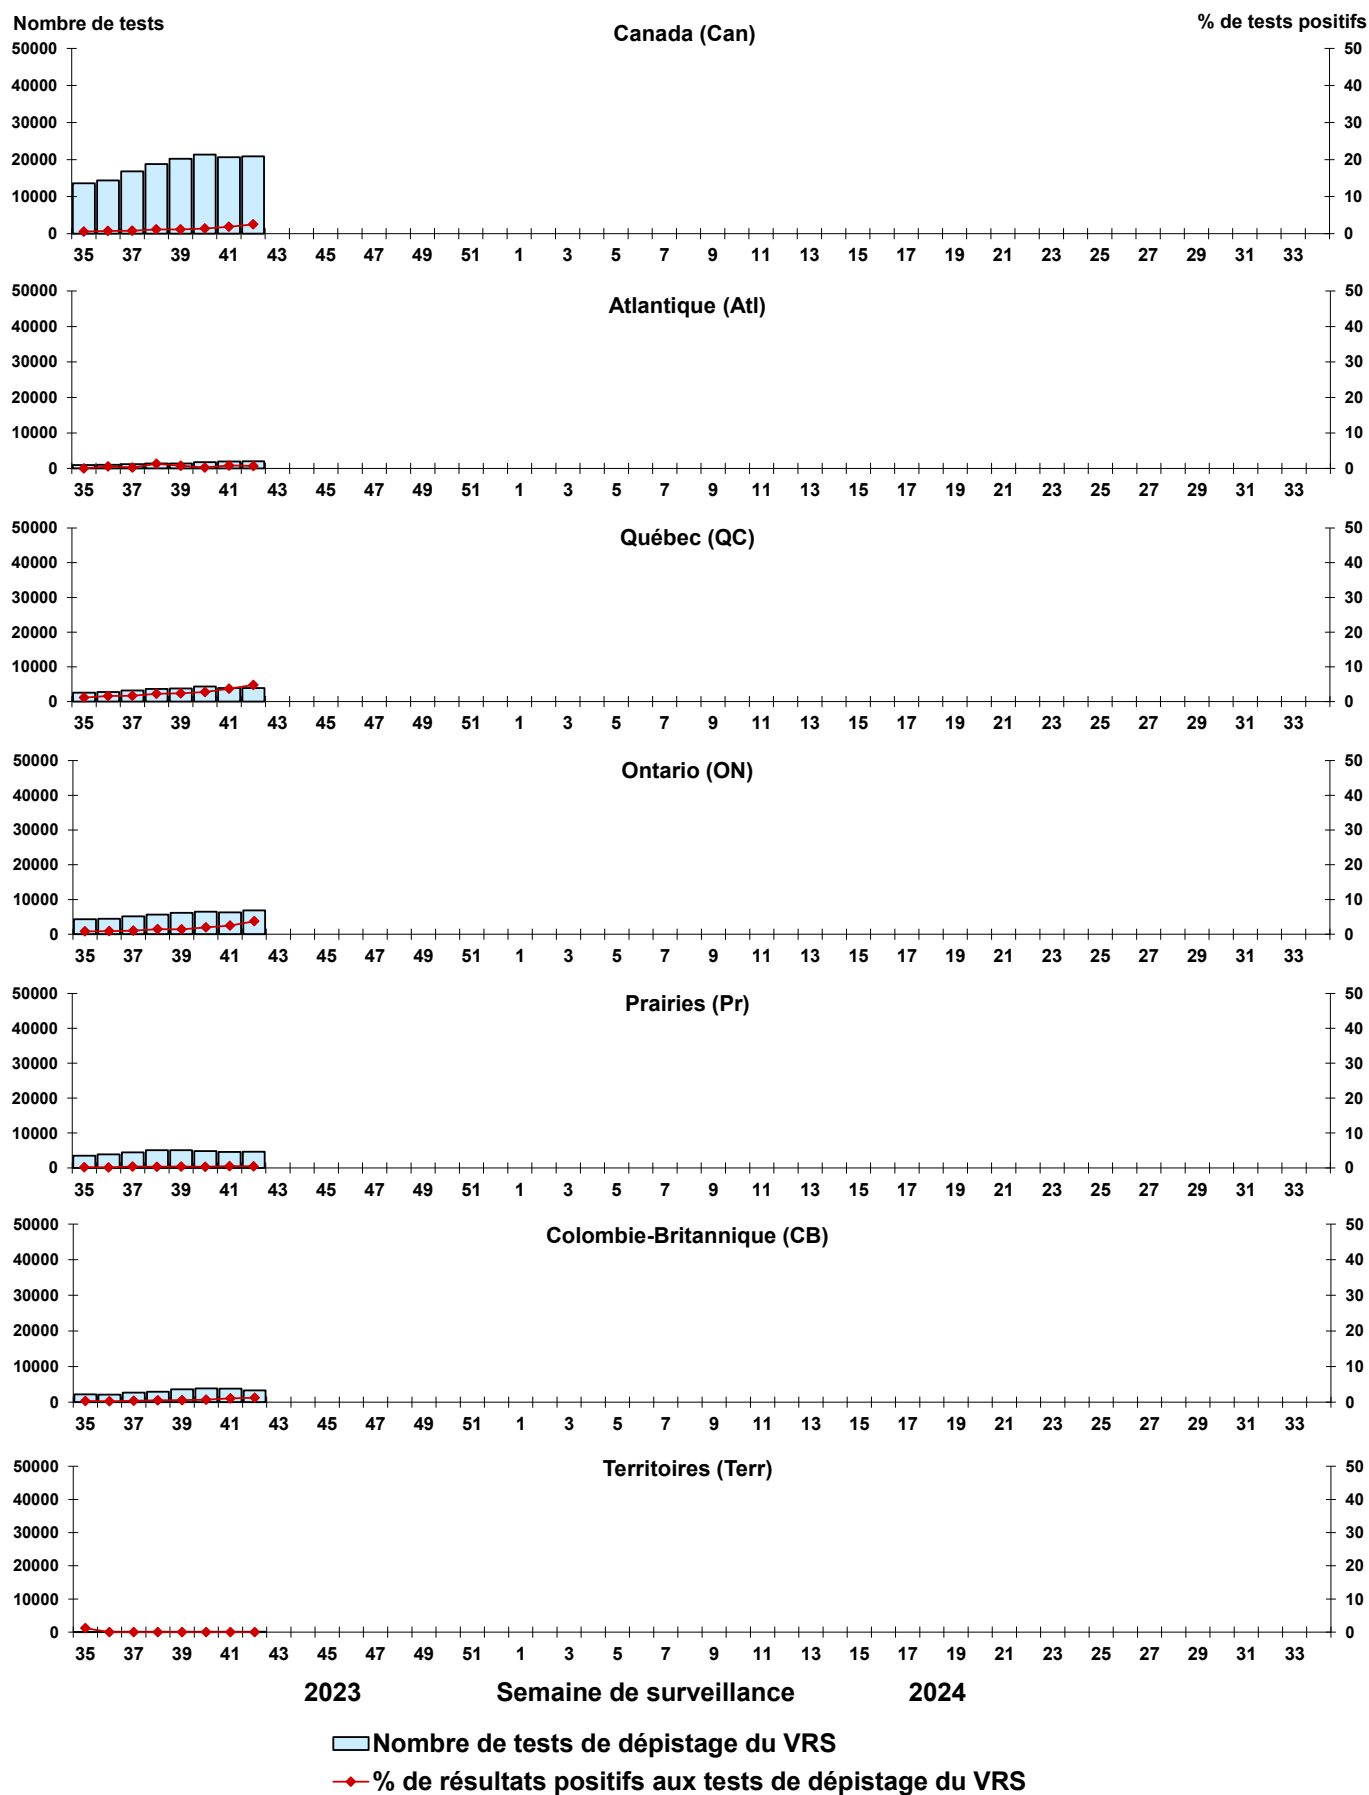 Nombre de tests
% de tests positifs
Canada (Can)
50000 50
40000 40
30000 30
20000 20
10000 10
0 0
35 37 39 41 43 45 47 49 51 1 3 5 7 9 11 13 15 17 19 21 23 25 27 29 31 33
Atlantique (Atl)
50000 50
40000 40
30000 30
20000 20
10000 10
0 0
35 37 39 41 43 45 47 49 51 1 3 5 7 9 11 13 15 17 19 21 23 25 27 29 31 33
Québec (QC)
50000 50
40000 40
30000 30
20000 20
10000 10
0 0
35 37 39 41 43 45 47 49 51 1 3 5 7 9 11 13 15 17 19 21 23 25 27 29 31 33
Ontario (ON)
50000 50
40000 40
30000 30
20000 20
10000 10
0 0
35 37 39 41 43 45 47 49 51 1 3 5 7 9 11 13 15 17 19 21 23 25 27 29 31 33
Prairies (Pr)
50000 50
40000 40
30000 30
20000 20
10000 10
0 0
35 37 39 41 43 45 47 49 51 1 3 5 7 9 11 13 15 17 19 21 23 25 27 29 31 33
Colombie-Britannique (CB)
50000 50
40000 40
30000 30
20000 20
10000 10
0 0
35 37 39 41 43 45 47 49 51 1 3 5 7 9 11 13 15 17 19 21 23 25 27 29 31 33
Territoires (Terr)
50000 50
40000 40
30000 30
20000 20
10000 10
0 0
35 37 39 41 43 45 47 49 51 1 3 5 7 9 11 13 15 17 19 21 23 25 27 29 31 33
2023 Semaine de surveillance 2024
Nombre de tests de dépistage du VRS
% de résultats positifs aux tests de dépistage du VRS